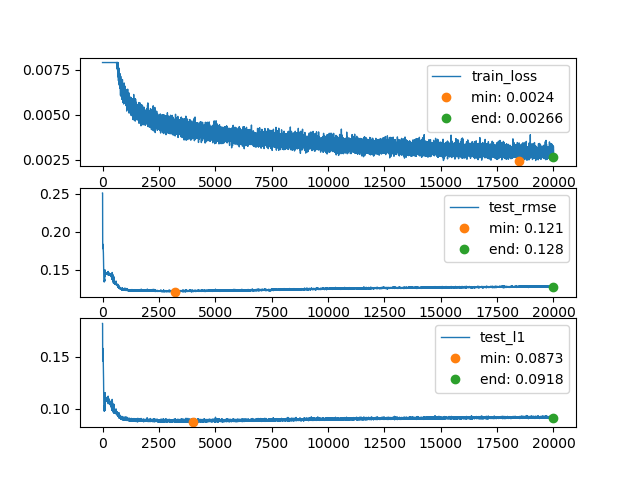 0.0075
0.0050
0.0025
train_loss
min: 0.0024
end: 0.00266
0 2500 5000 7500 10000 12500 15000 17500 20000
0.25
0.20
0.15
test_rmse
min: 0.121
end: 0.128
0 2500 5000 7500 10000 12500 15000 17500 20000
0.15
0.10
test_l1
min: 0.0873
end: 0.0918
0 2500 5000 7500 10000 12500 15000 17500 20000